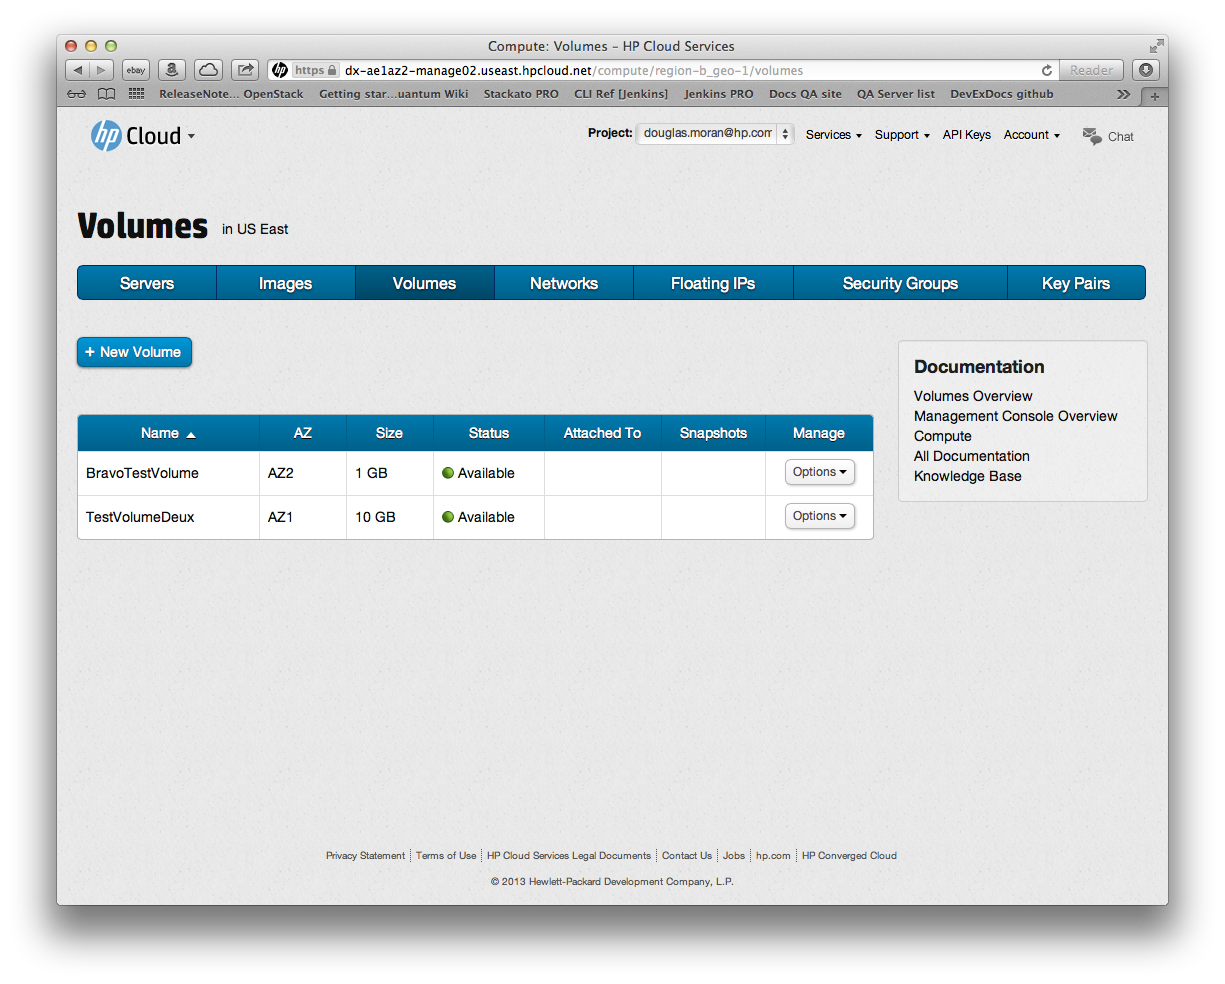 Compute: Volumes – HP Cloud Services
ebay a hp https dx-ae1az2-manage02.useast.hpcloud.net/compute/region-b_geo-1/volumes Reader
ReleaseNote... OpenStack Getting star...uantum Wiki Stackato PRO CLI Ref [Jenkins] Jenkins PRO Docs QA site QA Server list DevExDocs github >> +
hp Cloud Project: douglas.moran@hp.com Services Support API Keys Account Chat
Volumes in US East
Servers Images Volumes Networks Floating IPs Security Groups Key Pairs
+ New Volume
Documentation
Volumes Overview
Management Console Overview
Compute
All Documentation
Knowledge Base
Name AZ Size Status Attached To Snapshots Manage
BravoTestVolume AZ2 1 GB Available Options
TestVolumeDeux AZ1 10 GB Available Options
Privacy Statement Terms of Use HP Cloud Services Legal Documents Contact Us Jobs hp.com HP Converged Cloud
© 2013 Hewlett-Packard Development Company, L.P.